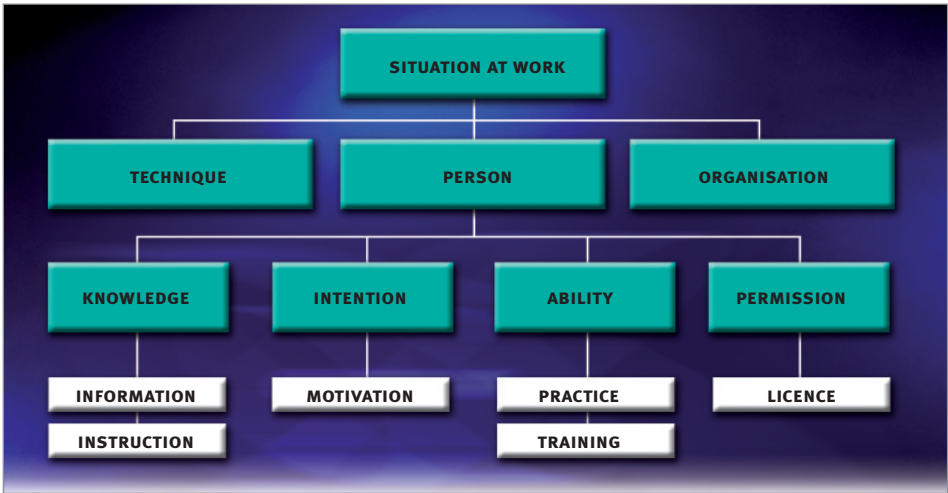 SITUATION AT WORK
TECHNIQUE
PERSON
ORGANISATION
KNOWLEDGE
INTENTION
ABILITY
PERMISSION
INFORMATION
MOTIVATION
PRACTICE
LICENCE
INSTRUCTION
TRAINING